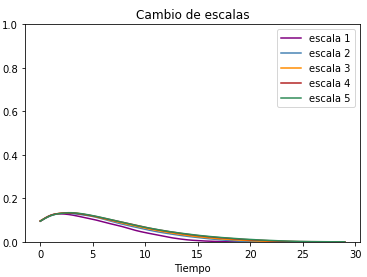 Cambio de escalas
1.0
0.8
0.6
0.4
0.2
0.0
escala 1
escala 2
escala 3
escala 4
escala 5
0 5 10 15 20 25 30
Tiempo